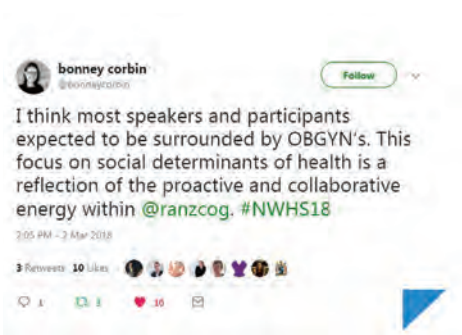 bonney corbin
@bonneycorbin
Follow
I think most speakers and participants
expected to be surrounded by OBGYN's. This
focus on social determinants of health is a
reflection of the proactive and collaborative
energy within @ranzcog. #NWHS18
2:05 PM - 2 Mar 2018
3 Retweets 10 Likes
1 3 10